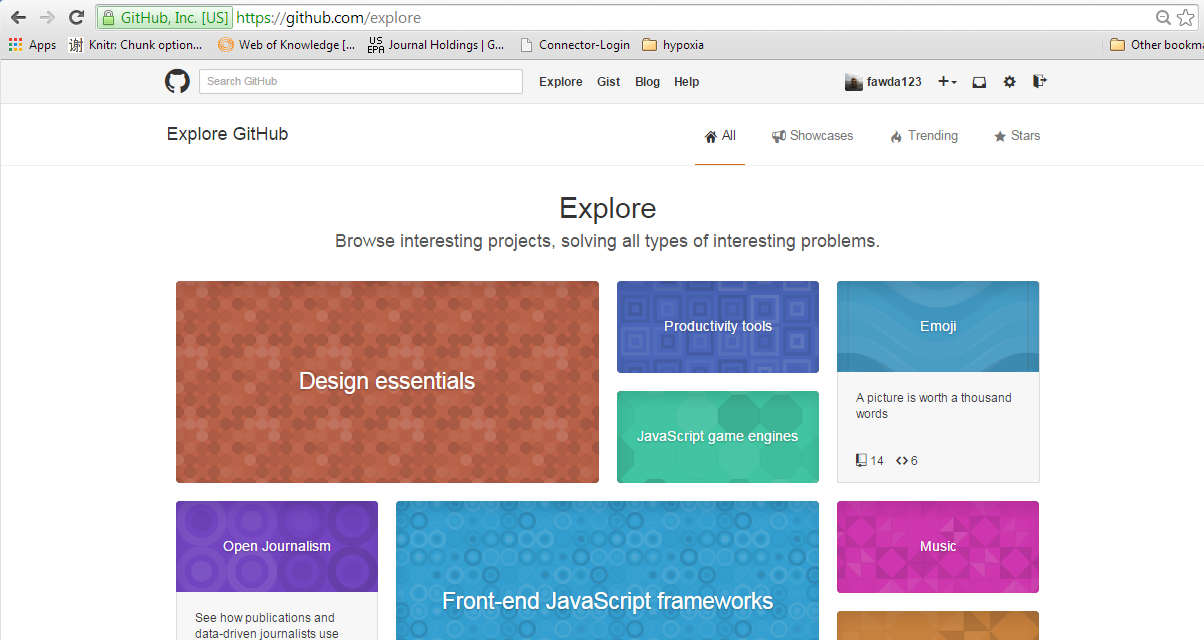 GitHub, Inc. [US] https://github.com/explore
Apps 谢 Knitr: Chunk option... Web of Knowledge [... US EPA Journal Holdings | G... Connector-Login hypoxia Other bookma
Search GitHub Explore Gist Blog Help fawda123
Explore GitHub All Showcases Trending Stars
Explore
Browse interesting projects, solving all types of interesting problems.
Design essentials
Productivity tools
Emoji
A picture is worth a thousand
words
14 6
JavaScript game engines
Open Journalism
See how publications and
data-driven journalists use
Front-end JavaScript frameworks
Music